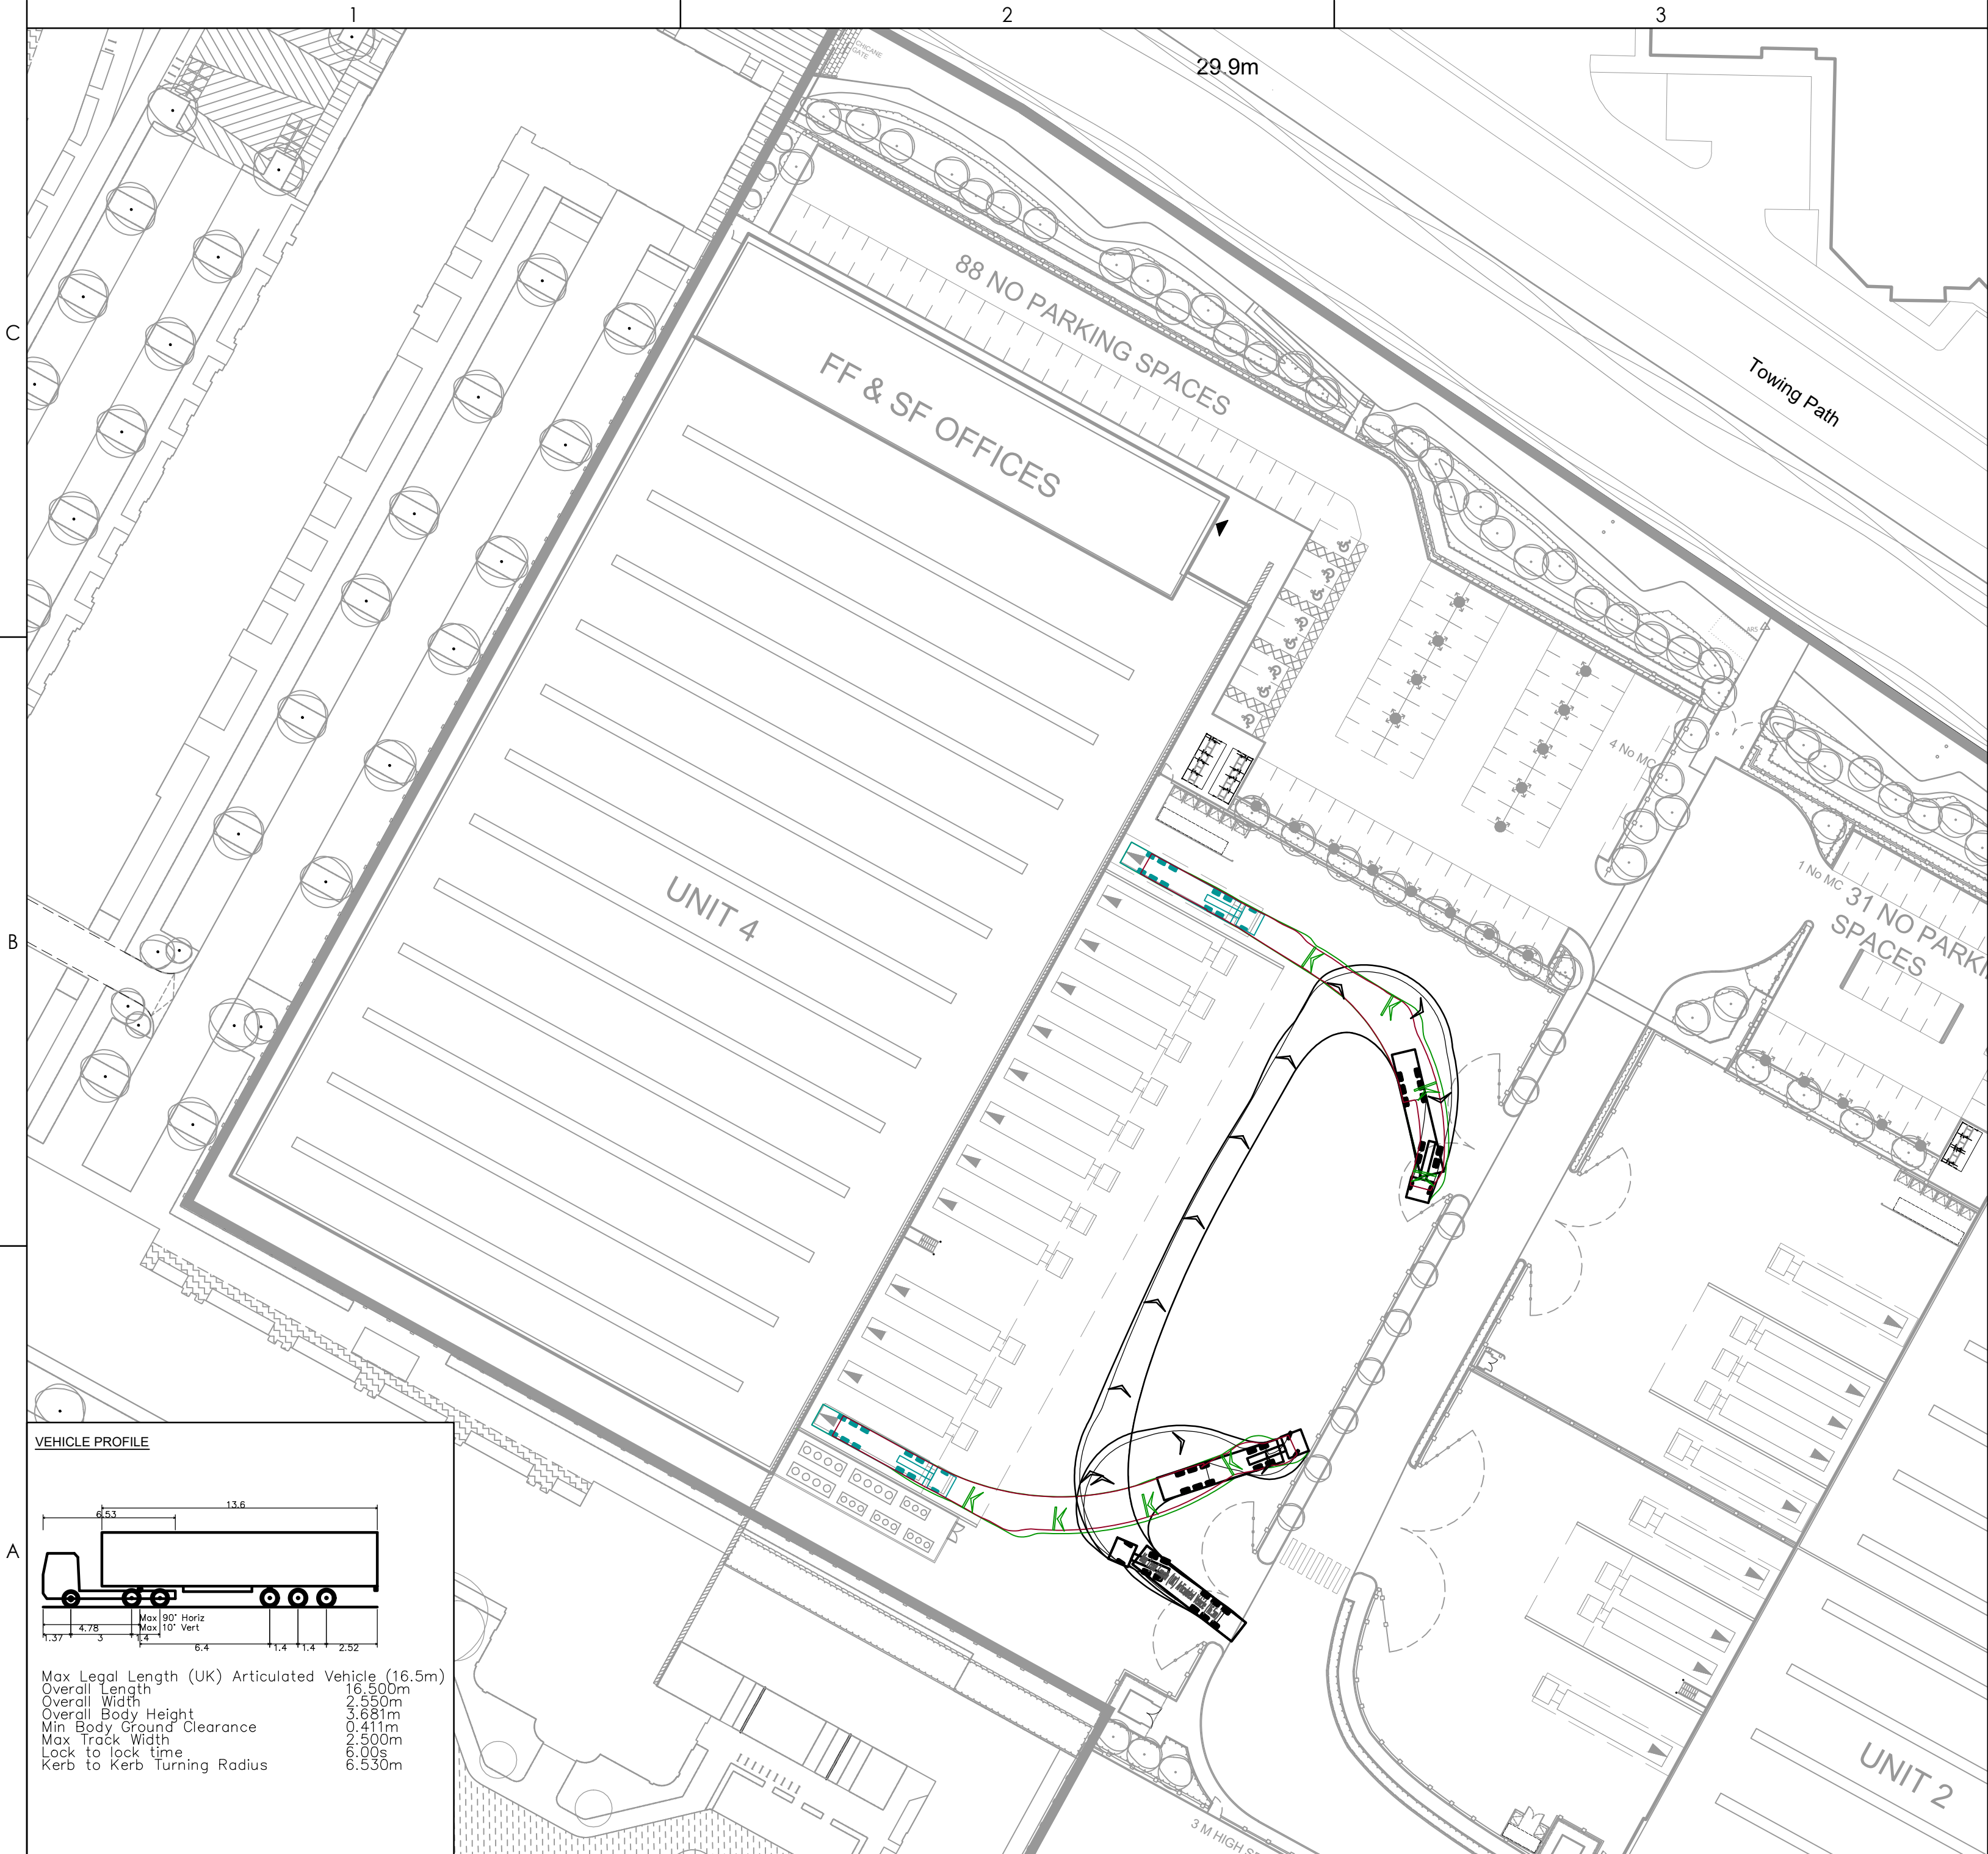 1
2
3
CHICANE
GATE
29.9m
C
88 NO PARKING SPACES
FF & SF OFFICES
Towing Path
4 No MC
1 No MC
31 NO PARKI
SPACES
B
UNIT 4
VEHICLE PROFILE
13.6
6.53
A
Max 90° Horiz
Max 10° Vert
4.78
1.37
3
1.4
6.4
1.4
1.4
2.52
Max Legal Length (UK) Articulated Vehicle (16.5m)
Overall Length 16.500m
Overall Width 2.550m
Overall Body Height 3.681m
Min Body Ground Clearance 0.411m
Max Track Width 2.500m
Lock to lock time 6.00s
Kerb to Kerb Turning Radius 6.530m
UNIT 2
3 M HIGH